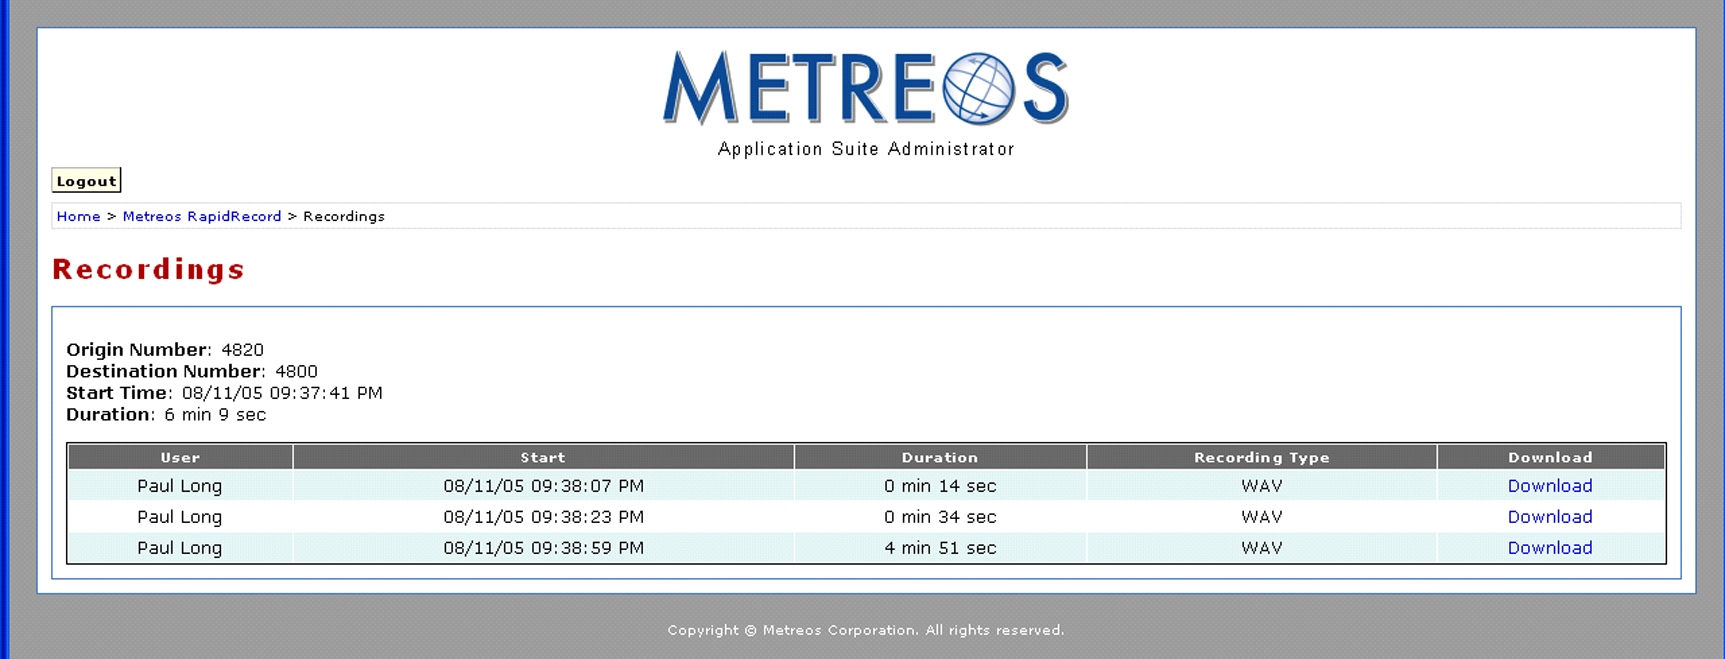 METREOS
Application Suite Administrator
Logout
Home > Metreos RapidRecord > Recordings
Recordings
Origin Number: 4820
Destination Number: 4800
Start Time: 08/11/05 09:37:41 PM
Duration: 6 min 9 sec
User Start Duration Recording Type Download
Paul Long 08/11/05 09:38:07 PM 0 min 14 sec WAV Download
Paul Long 08/11/05 09:38:23 PM 0 min 34 sec WAV Download
Paul Long 08/11/05 09:38:59 PM 4 min 51 sec WAV Download
Copyright © Metreos Corporation. All rights reserved.